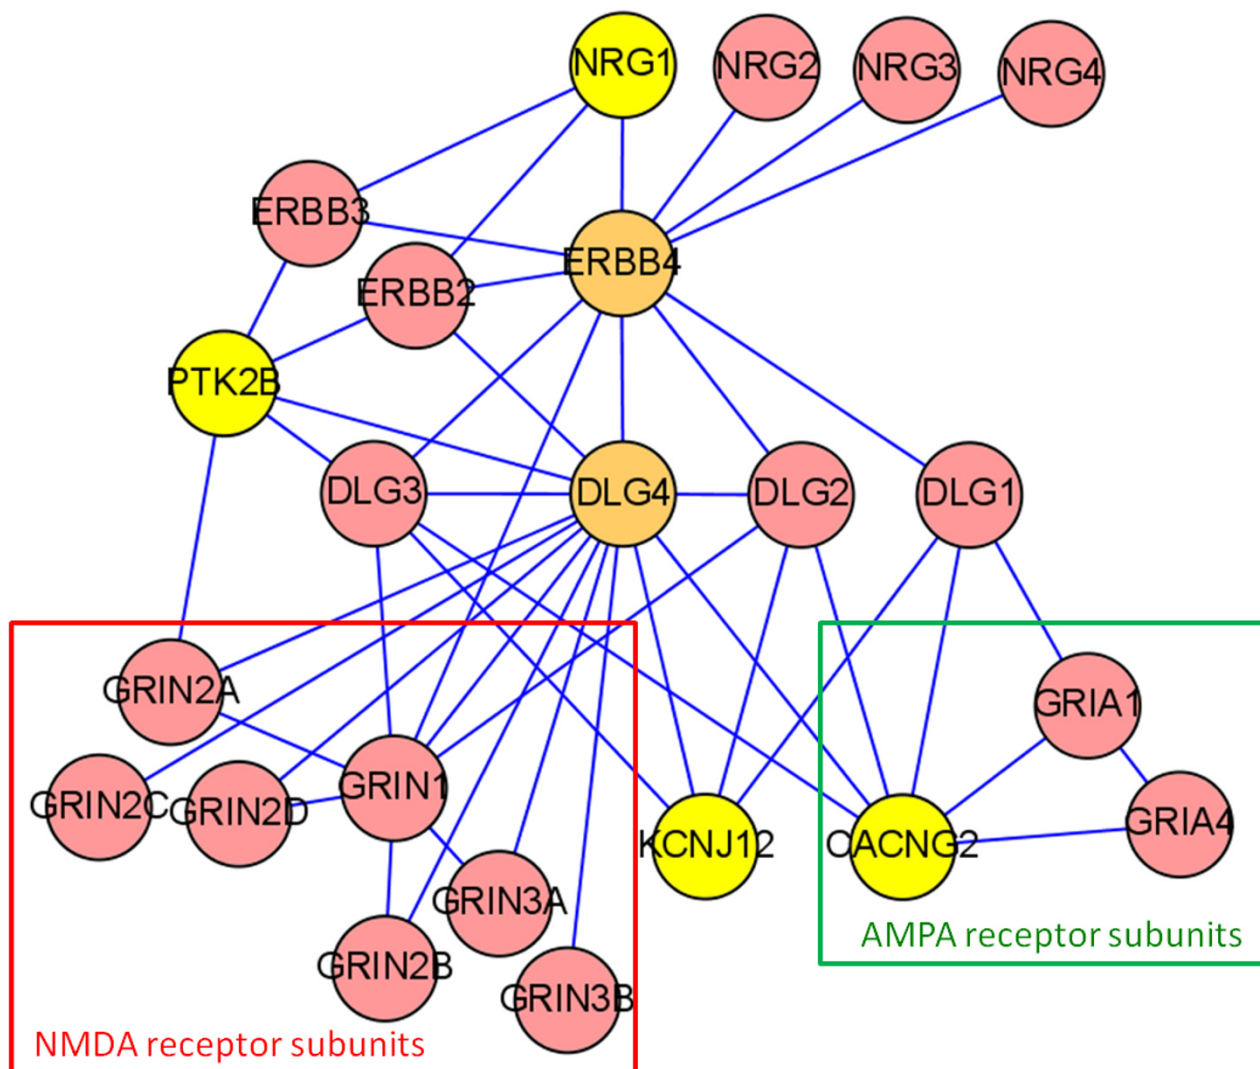 NRG1
NRG2
NRG3
NRG4
ERBB3
ERBB4
ERBB2
PTK2B
DLG3
DLG4
DLG2
DLG1
GRIN2A
GRIA1
GRIN2C
GRIN2D
GRIN1
KCNJ12
CACNG2
GRIA4
GRIN3A
AMPA receptor subunits
GRIN2B
GRIN3B
NMDA receptor subunits